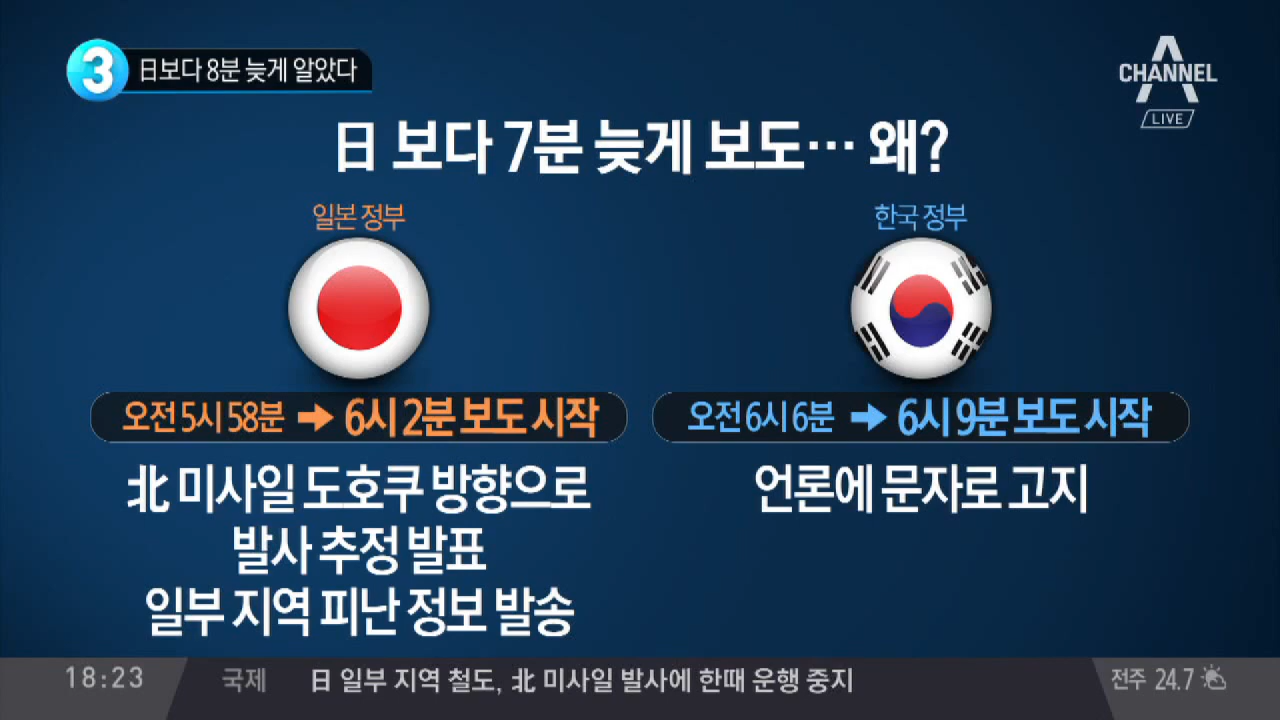 3 日보다 8분 늦게 알았다
CHANNEL A
LIVE
日 보다 7분 늦게 보도… 왜?
일본 정부
한국 정부
오전 5시 58분 ➡ 6시 2분 보도 시작
오전 6시 6분 ➡ 6시 9분 보도 시작
北 미사일 도호쿠 방향으로
발사 추정 발표
일부 지역 피난 정보 발송
언론에 문자로 고지
18:23 국제 日 일부 지역 철도, 北 미사일 발사에 한때 운행 중지 전주 24.7